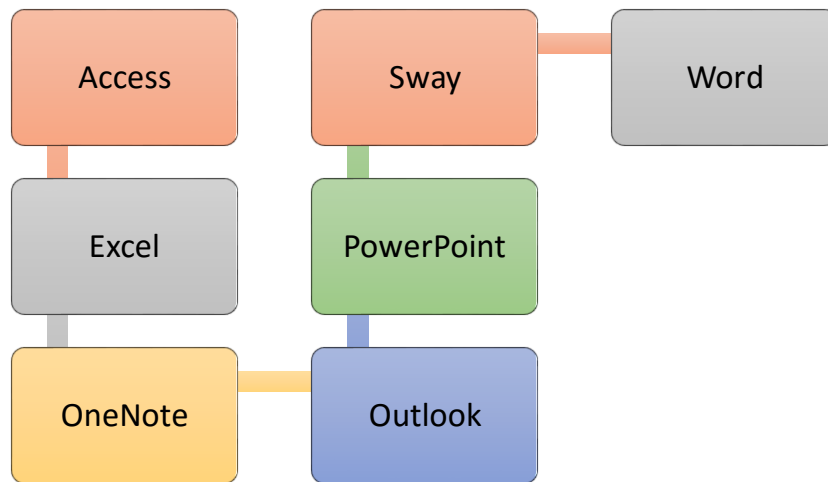 Access
Excel
OneNote
Outlook
PowerPoint
Sway
Word